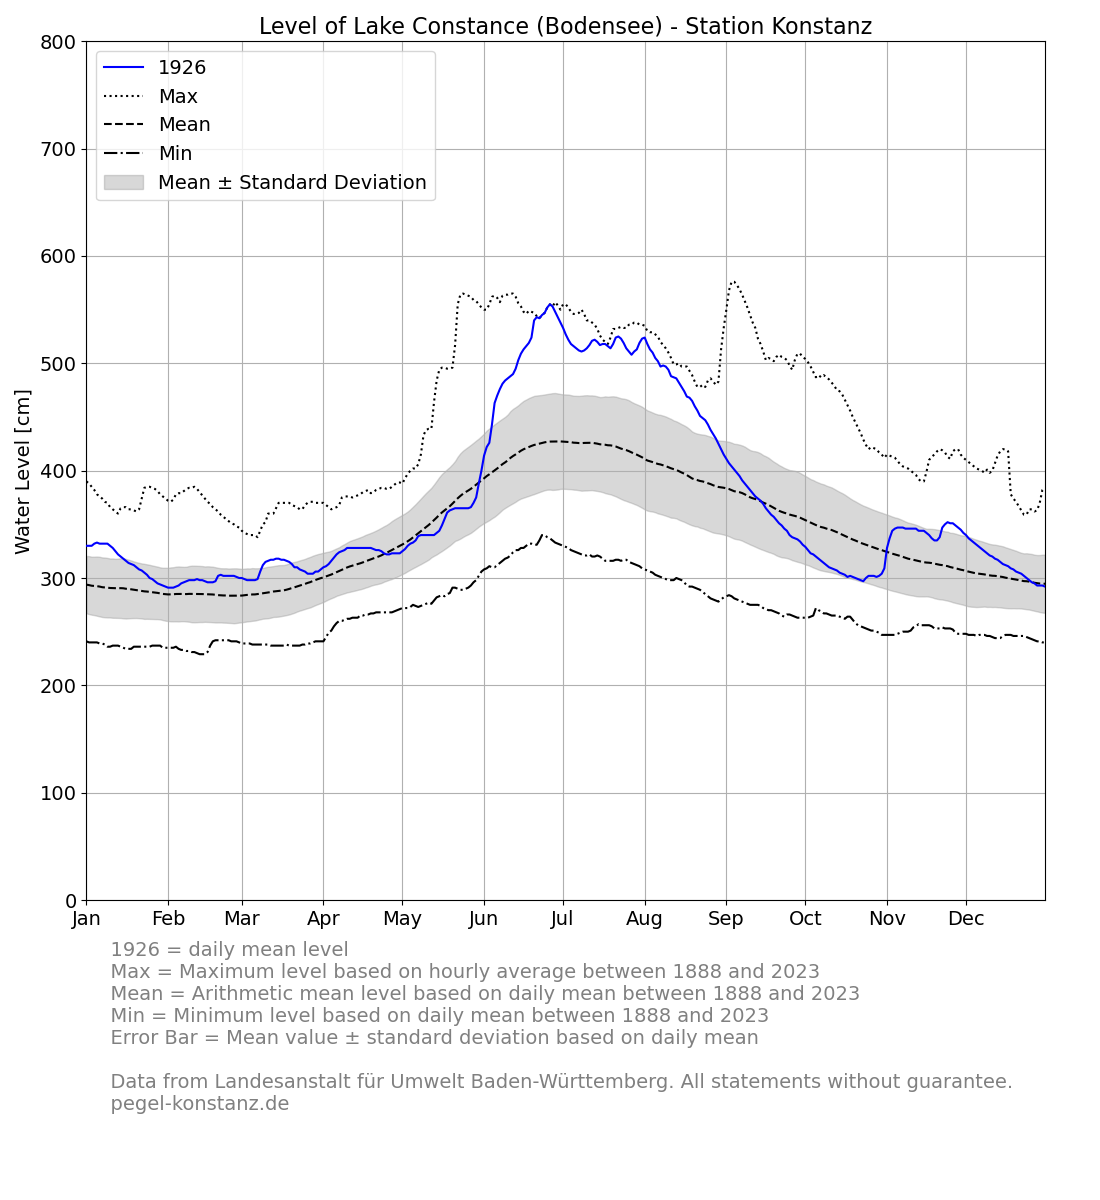 Level of Lake Constance (Bodensee) - Station Konstanz
800
700
600
500
400
300
200
100
0
Water Level [cm]
1926
Max
Mean
Min
Mean ± Standard Deviation
Jan Feb Mar Apr May Jun Jul Aug Sep Oct Nov Dec
1926 = daily mean level
Max = Maximum level based on hourly average between 1888 and 2023
Mean = Arithmetic mean level based on daily mean between 1888 and 2023
Min = Minimum level based on daily mean between 1888 and 2023
Error Bar = Mean value ± standard deviation based on daily mean
Data from Landesanstalt für Umwelt Baden-Württemberg. All statements without guarantee.
pegel-konstanz.de